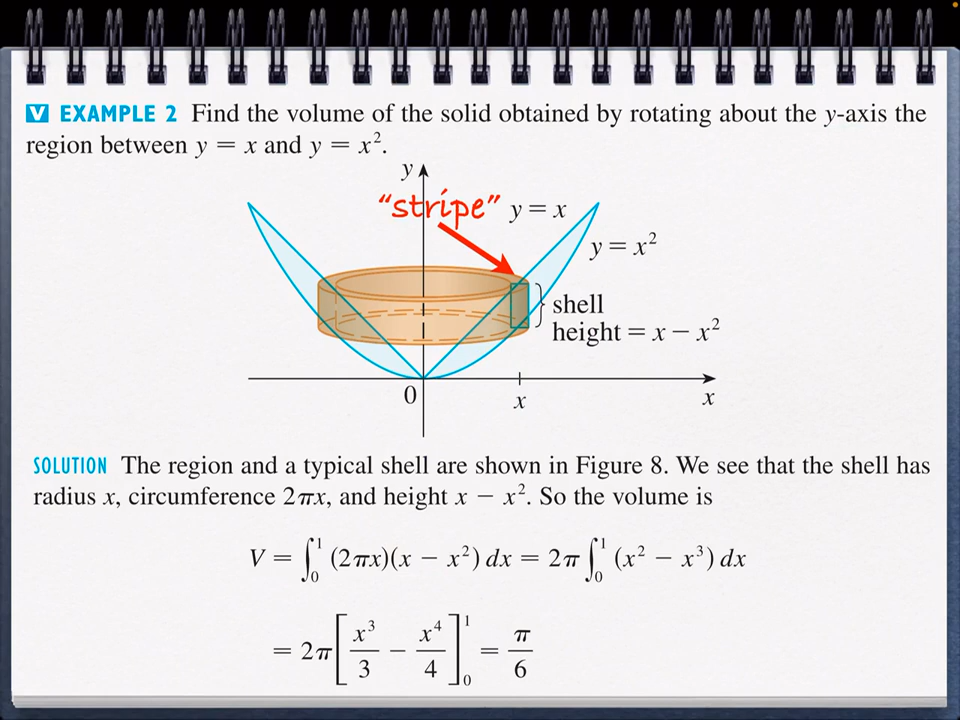 V EXAMPLE 2 Find the volume of the solid obtained by rotating about the y-axis the
region between y = x and y = x².
y
"stripe" y = x
y = x²
shell
height = x − x²
0 x x
SOLUTION The region and a typical shell are shown in Figure 8. We see that the shell has
radius x, circumference 2πx, and height x − x². So the volume is
V = ∫₀¹ (2πx)(x − x²) dx = 2π ∫₀¹ (x² − x³) dx
= 2π[x³/3 − x⁴/4]₀¹ = π/6